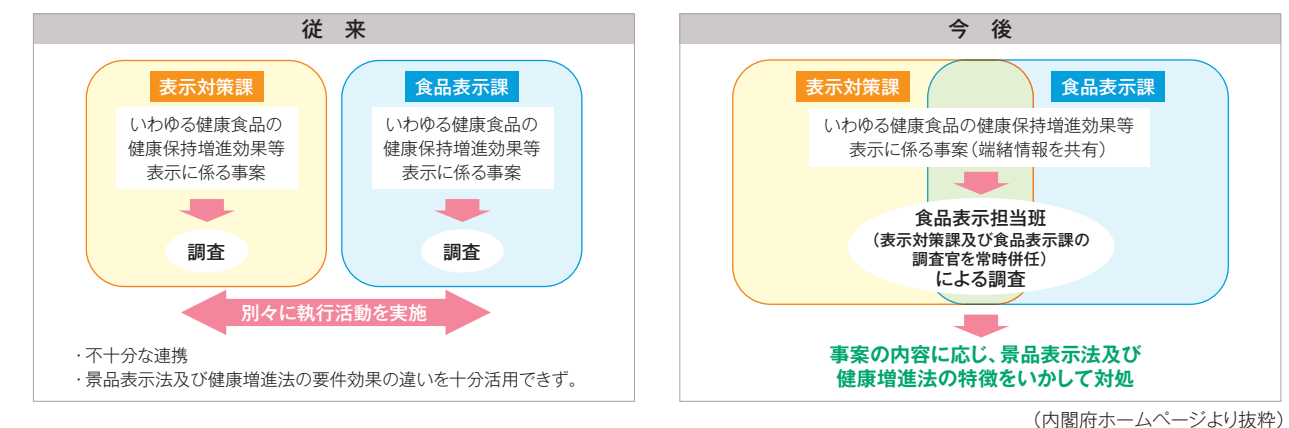 従 来
表示対策課
いわゆる健康食品の
健康保持増進効果等
表示に係る事案
調査
食品表示課
いわゆる健康食品の
健康保持増進効果等
表示に係る事案
調査
別々に執行活動を実施
・不十分な連携
・景品表示法及び健康増進法の要件効果の違いを十分活用できず。
今 後
表示対策課
食品表示課
いわゆる健康食品の健康保持増進効果等
表示に係る事案（端緒情報を共有）
食品表示担当班
（表示対策課及び食品表示課の
調査官を常時併任）
による調査
事案の内容に応じ、景品表示法及び
健康増進法の特徴をいかして対処
（内閣府ホームページより抜粋）